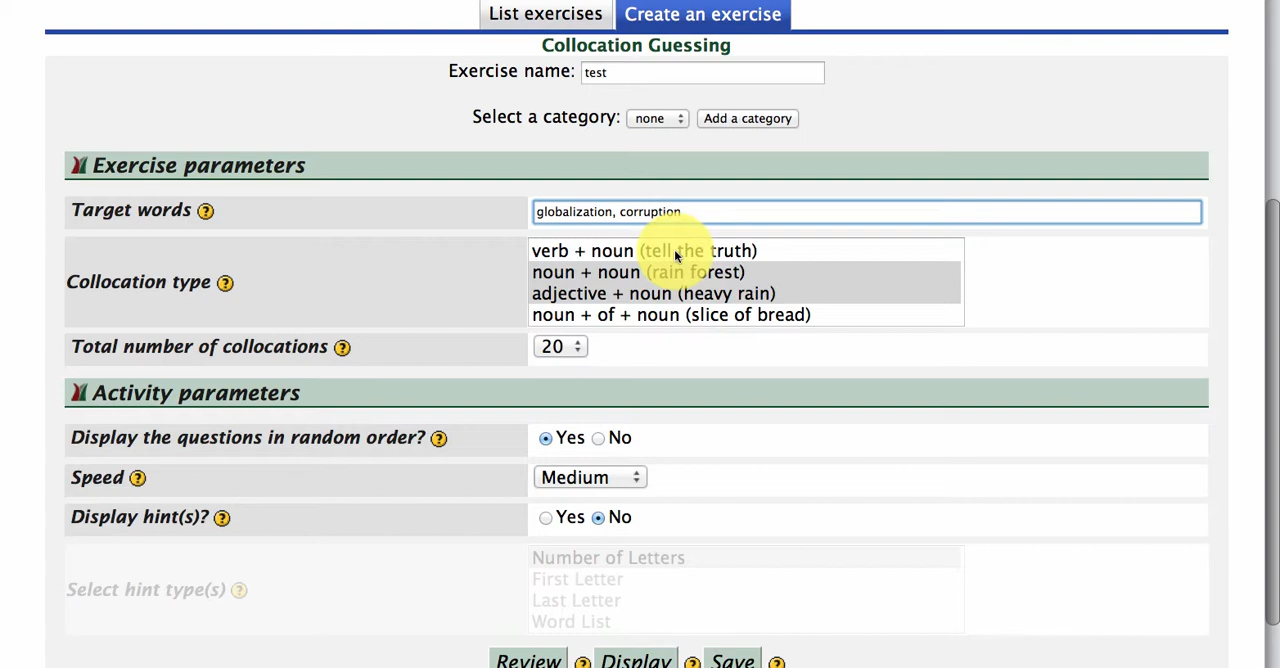 List exercises Create an exercise
Collocation Guessing
Exercise name: test
Select a category: none Add a category
Exercise parameters
Target words ? globalization, corruption
verb + noun (tell the truth)
noun + noun (rain forest)
Collocation type ?
adjective + noun (heavy rain)
noun + of + noun (slice of bread)
Total number of collocations ? 20
Activity parameters
Display the questions in random order? ? Yes No
Speed ? Medium
Display hint(s)? ? Yes No
Number of Letters
First Letter
Select hint type(s) ?
Last Letter
Word List
Review ? Display ? Save ?